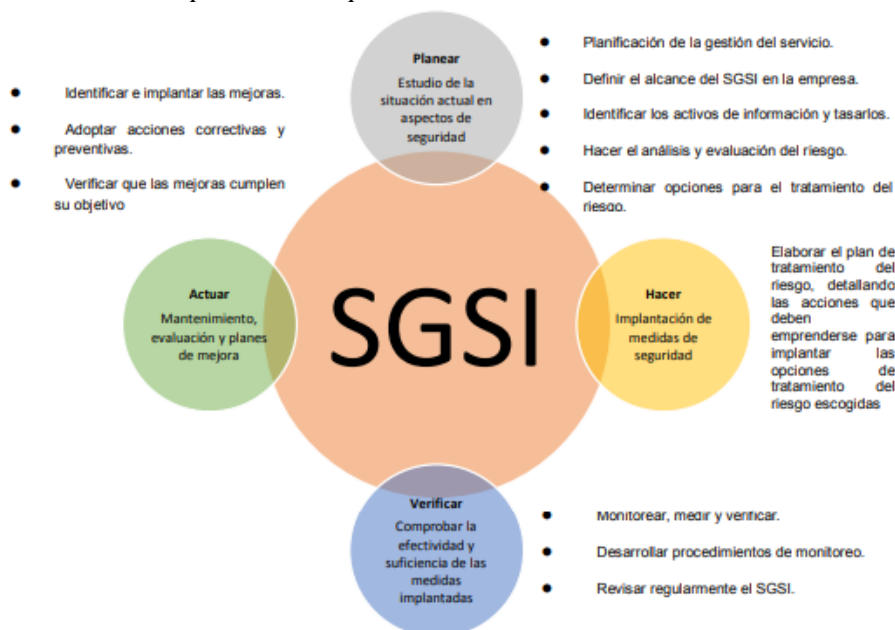 Planear
Estudio de la
situación actual en
aspectos de
seguridad
● Planificación de la gestión del servicio.
● Definir el alcance del SGSI en la empresa.
● Identificar los activos de información y tasarlos.
● Hacer el análisis y evaluación del riesgo.
● Determinar opciones para el tratamiento del
riesgo.
● Identificar e implantar las mejoras.
● Adoptar acciones correctivas y
preventivas.
● Verificar que las mejoras cumplen
su objetivo
Actuar
Mantenimiento,
evaluación y planes
de mejora
SGSI
Hacer
Implantación de
medidas de
seguridad
Elaborar el plan de
tratamiento del
riesgo, detallando
las acciones que
deben
emprenderse para
implantar las
opciones de
tratamiento del
riesgo escogidas
Verificar
Comprobar la
efectividad y
suficiencia de las
medidas
implantadas
● Monitorear, medir y verificar.
● Desarrollar procedimientos de monitoreo.
● Revisar regularmente el SGSI.